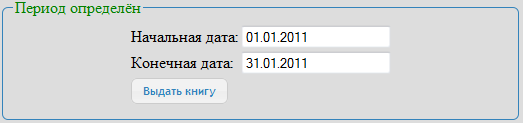 Период определён
Начальная дата: 01.01.2011
Конечная дата: 31.01.2011
Выдать книгу